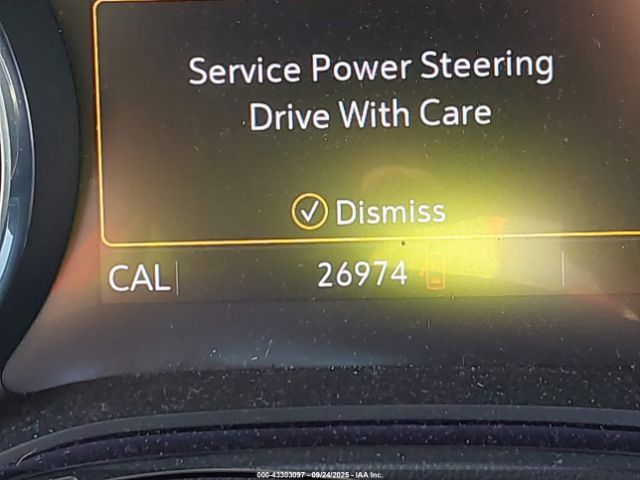 Service Power Steering
Drive With Care
Dismiss
CAL 26974
000-43303097 - 09/24/2025 - IAA Inc.